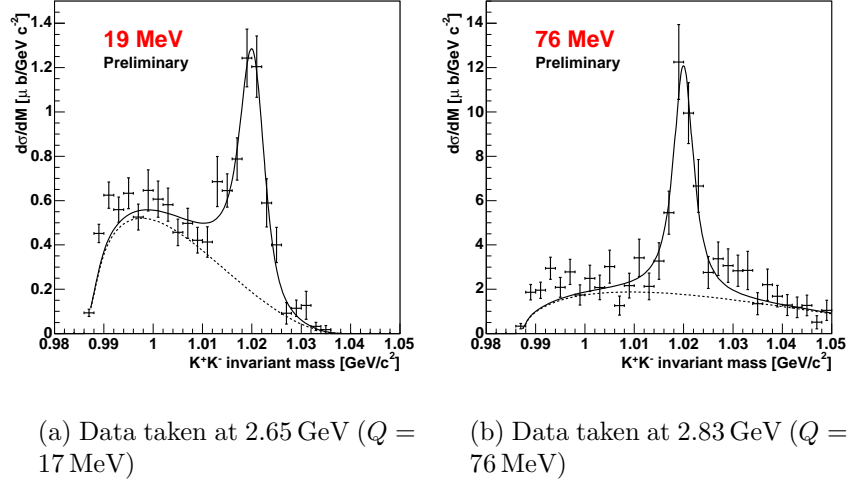 1.4
1.2
1
0.8
0.6
0.4
0.2
0
dσ/dM [μ b/GeV c⁻²]
19 MeV
Preliminary
0.98 0.99 1 1.01 1.02 1.03 1.04 1.05
K⁺K⁻ invariant mass [GeV/c²]
14
12
10
8
6
4
2
0
dσ/dM [μ b/GeV c⁻²]
76 MeV
Preliminary
0.98 0.99 1 1.01 1.02 1.03 1.04 1.05
K⁺K⁻ invariant mass [GeV/c²]
(a) Data taken at 2.65 GeV (Q =
17 MeV)
(b) Data taken at 2.83 GeV (Q =
76 MeV)